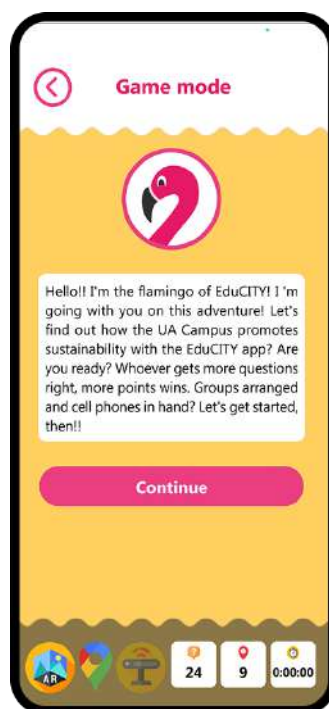 Game mode
Hello!! I'm the flamingo of EduCITY! I 'm
going with you on this adventure! Let's
find out how the UA Campus promotes
sustainability with the EduCITY app? Are
you ready? Whoever gets more questions
right, more points wins. Groups arranged
and cell phones in hand? Let's get started,
then!!
Continue
AR
24
9
0:00:00